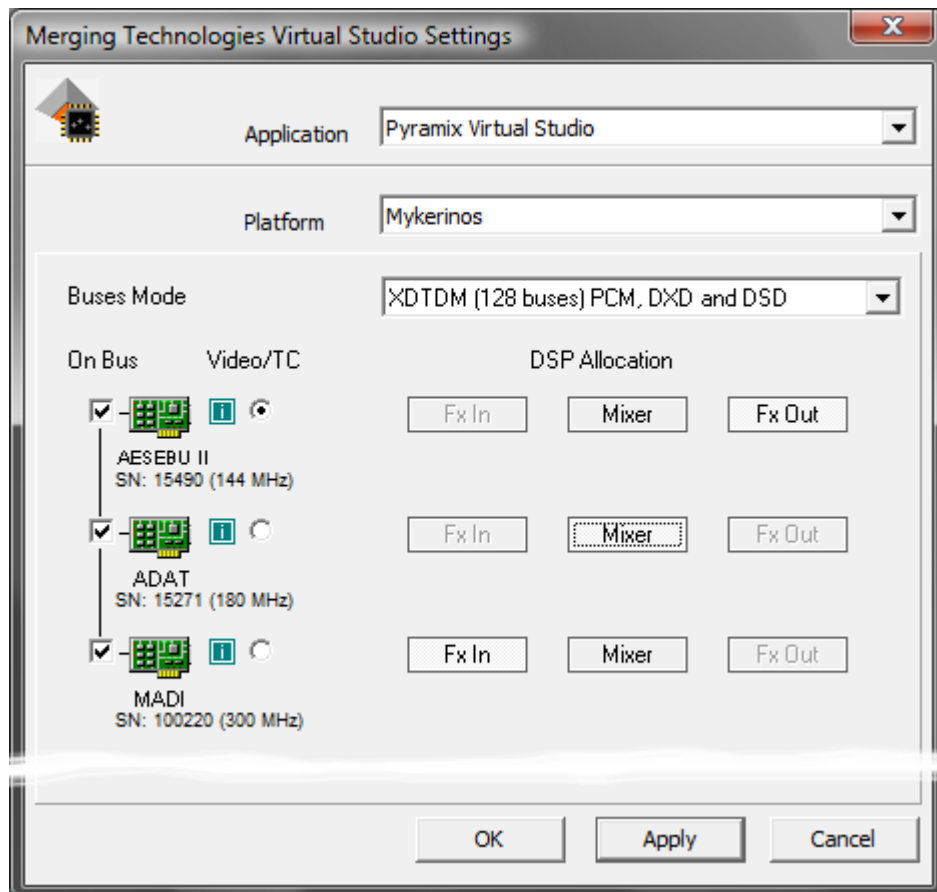 Merging Technologies Virtual Studio Settings
Application Pyramix Virtual Studio
Platform Mykerinos
Buses Mode XDTDM (128 buses) PCM, DXD and DSD
On Bus Video/TC DSP Allocation
i Fx In Mixer Fx Out
AESEBU II
SN: 15490 (144 MHz)
i Fx In Mixer Fx Out
ADAT
SN: 15271 (180 MHz)
i Fx In Mixer Fx Out
MADI
SN: 100220 (300 MHz)
OK Apply Cancel